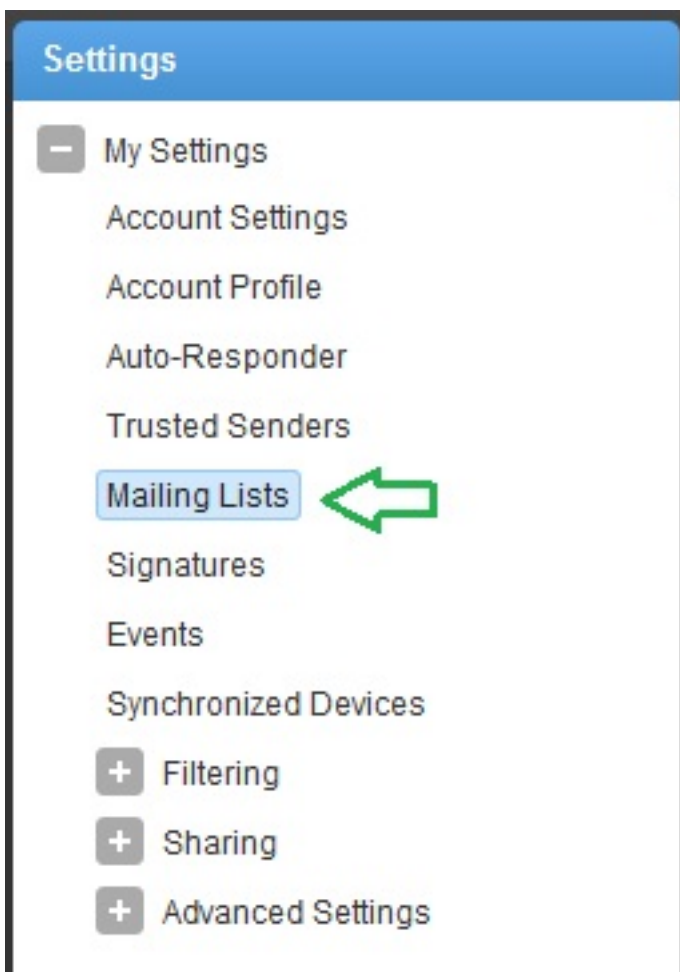 Settings
My Settings
Account Settings
Account Profile
Auto-Responder
Trusted Senders
Mailing Lists
Signatures
Events
Synchronized Devices
Filtering
Sharing
Advanced Settings